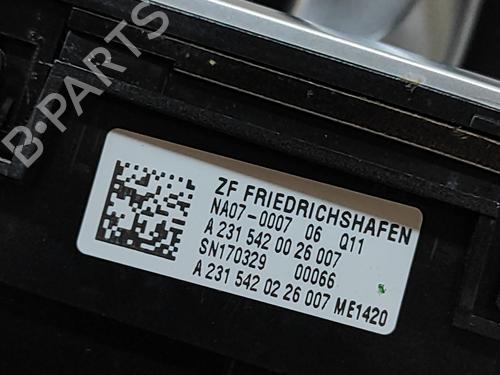 B-PARTS
ZF FRIEDRICHSHAFEN
NA07-0007 06 Q11
A 231 542 00 26 007
SN170329 00066
A 231 542 02 26 007 ME1420